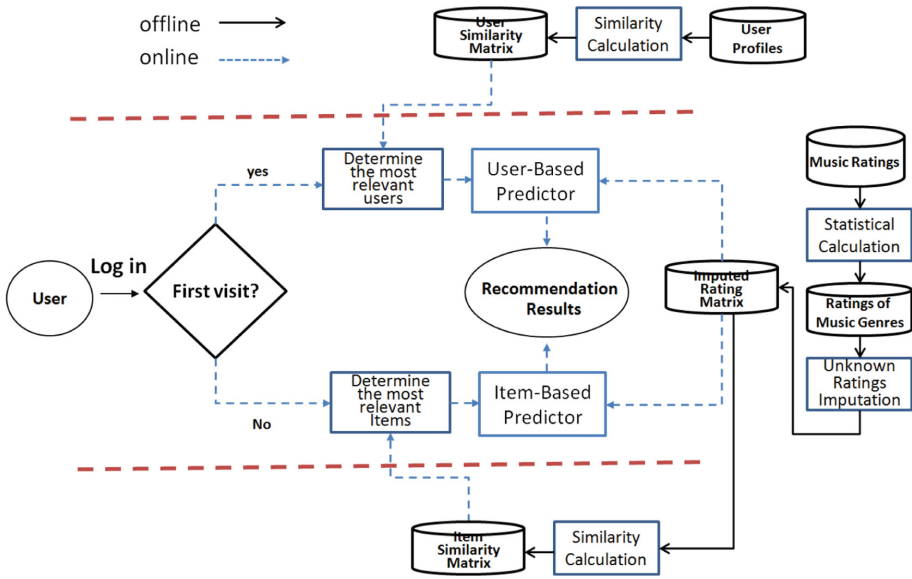 offline
online
User
Similarity
Matrix
Similarity
Calculation
User
Profiles
yes
Determine
the most
relevant
users
User-Based
Predictor
Music Ratings
Statistical
Calculation
Log in
User
First visit?
Recommendation
Results
Imputed
Rating
Matrix
Ratings of
Music Genres
Unknown
Ratings
Imputation
No
Determine
the most
relevant
Items
Item-Based
Predictor
Item
Similarity
Matrix
Similarity
Calculation